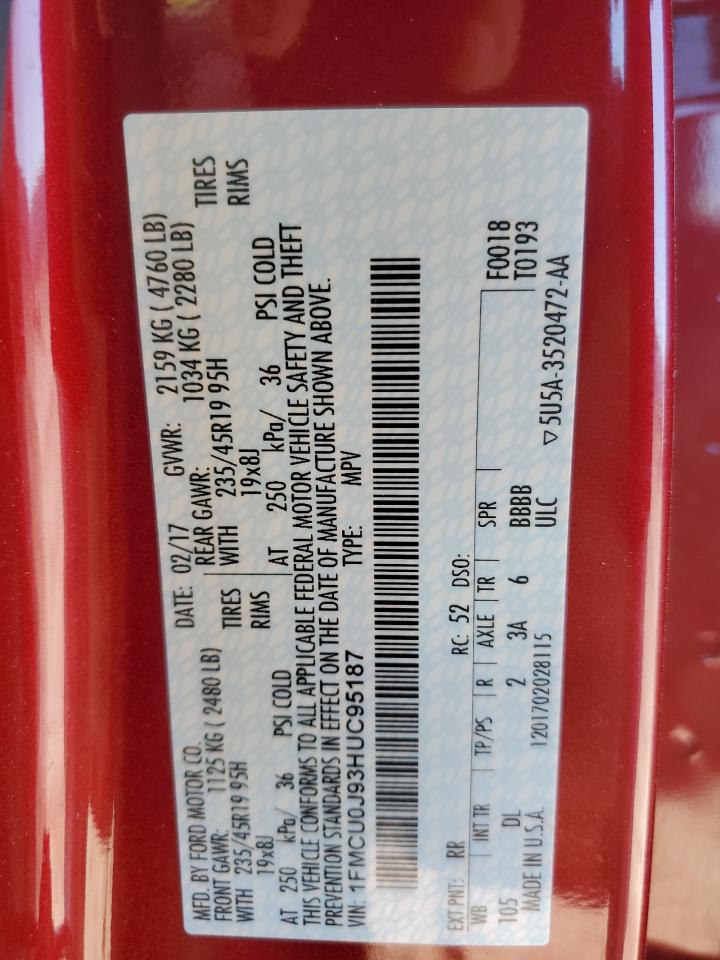 MFD. BY FORD MOTOR CO.
DATE: 02/17 GVWR: 2159 KG ( 4760 LB)
FRONT GAWR: 1125 KG ( 2480 LB) REAR GAWR: 1034 KG ( 2280 LB)
WITH 235/45R19 95H TIRES WITH 235/45R19 95H TIRES
19x8J RIMS 19x8J RIMS
AT 250 kPa/ 36 PSI COLD AT 250 kPa/ 36 PSI COLD
THIS VEHICLE CONFORMS TO ALL APPLICABLE FEDERAL MOTOR VEHICLE SAFETY AND THEFT
PREVENTION STANDARDS IN EFFECT ON THE DATE OF MANUFACTURE SHOWN ABOVE.
VIN: 1FMCU0J93HUC95187 TYPE: MPV
EXT PNT: RR RC: 52 DSO:
WB INT TR TP/PS R AXLE TR SPR F0018
105 DL 2 3A 6 BBBB T0193
ULC
MADE IN U.S.A. 1201702028115 ▽5U5A-3520472-AA